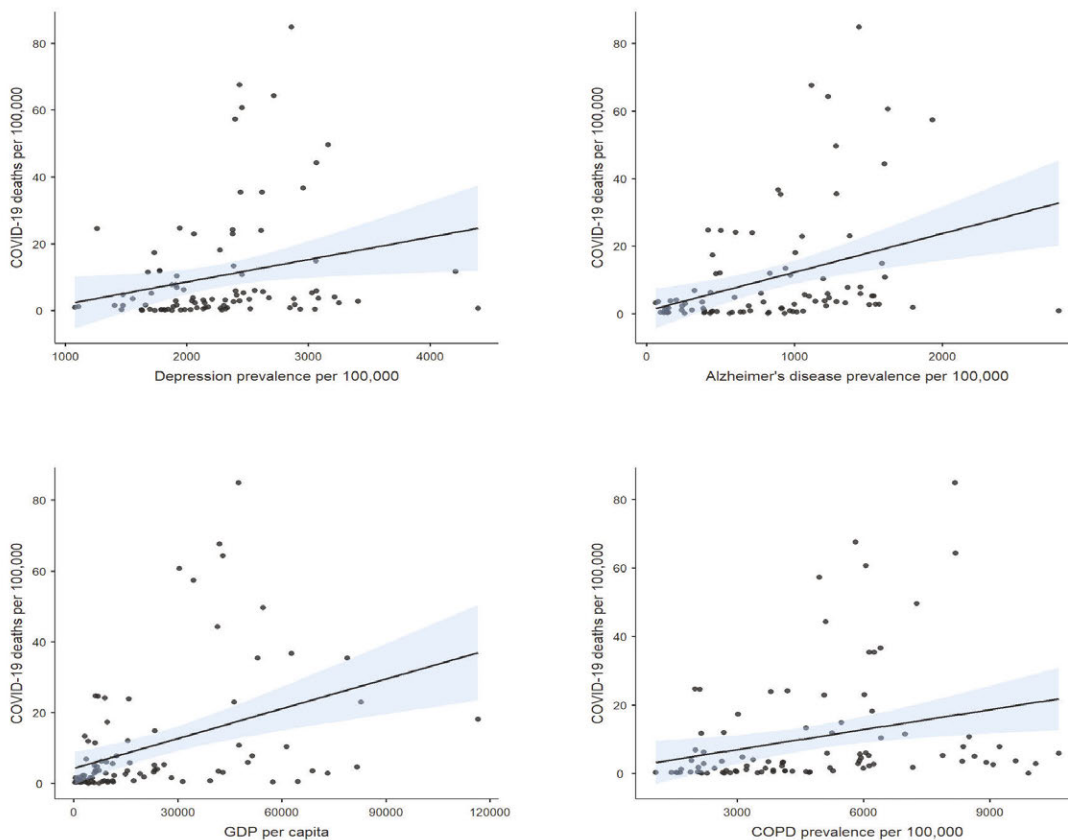 80
60
40
20
0
COVID-19 deaths per 100,000
1000 2000 3000 4000
Depression prevalence per 100,000
80
60
40
20
0
COVID-19 deaths per 100,000
0 1000 2000
Alzheimer's disease prevalence per 100,000
80
60
40
20
0
COVID-19 deaths per 100,000
0 30000 60000 90000 120000
GDP per capita
80
60
40
20
0
COVID-19 deaths per 100,000
3000 6000 9000
COPD prevalence per 100,000